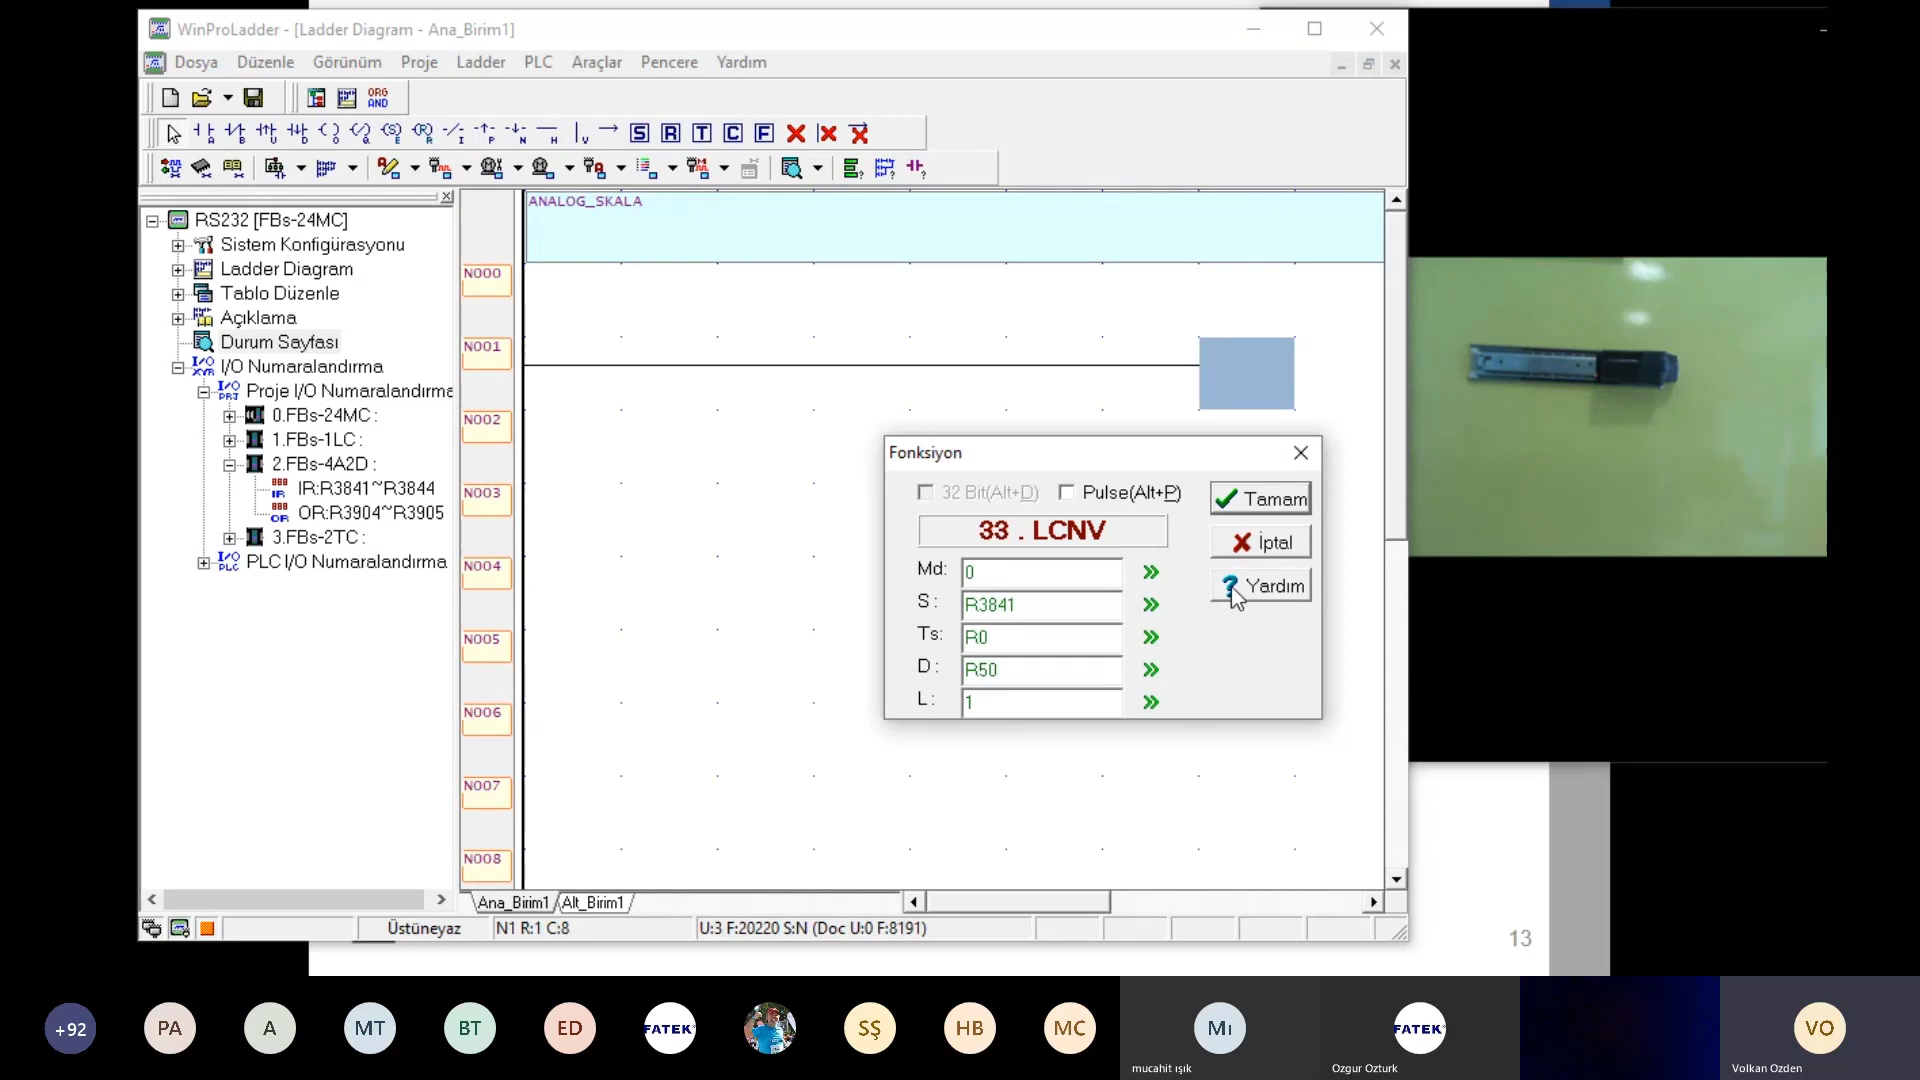 WinProLadder - [Ladder Diagram - Ana_Birim1]
Dosya Düzenle Görünüm Proje Ladder PLC Araçlar Pencere Yardım
ORG
AND
A B U D Q E E I P N H V S R T C F
RS232 [FBs-24MC]
Sistem Konfigürasyonu
Ladder Diagram
Tablo Düzenle
Açıklama
Durum Sayfası
I/O Numaralandırma
Proje I/O Numaralandırma
0.FBs-24MC :
1.FBs-1LC :
2.FBs-4A2D :
IR:R3841~R3844
OR:R3904~R3905
3.FBs-2TC :
PLC I/O Numaralandırma
ANALOG_SKALA
N000
N001
N002
N003
N004
N005
N006
N007
N008
Fonksiyon
32 Bit(Alt+D) Pulse(Alt+P)
33 . LCNV
Md: 0
S : R3841
Ts: R0
D : R50
L : 1
Tamam
İptal
Yardım
Ana_Birim1 Alt_Birim1
Üstüneyaz N1 R:1 C:8 U:3 F:20220 S:N (Doc U:0 F:8191)
13
+92 PA A MT BT ED FATEK SŞ HB MC Mı FATEK VO
mucahit ışık Ozgur Ozturk Volkan Ozden